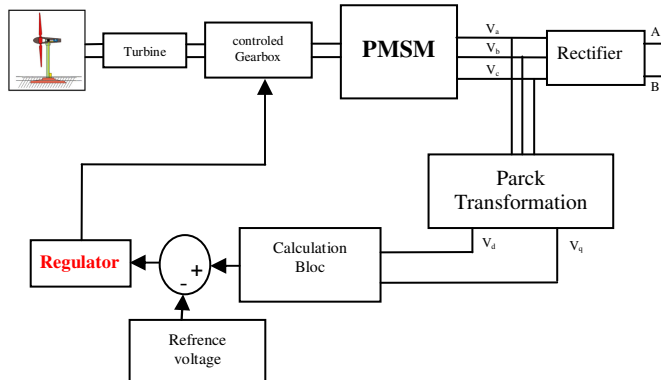 Turbine
controled
Gearbox
PMSM
Va
Vb
Vc
Rectifier
A
B
Parck
Transformation
Vd
Vq
Calculation
Bloc
+
-
Regulator
Refrence
voltage